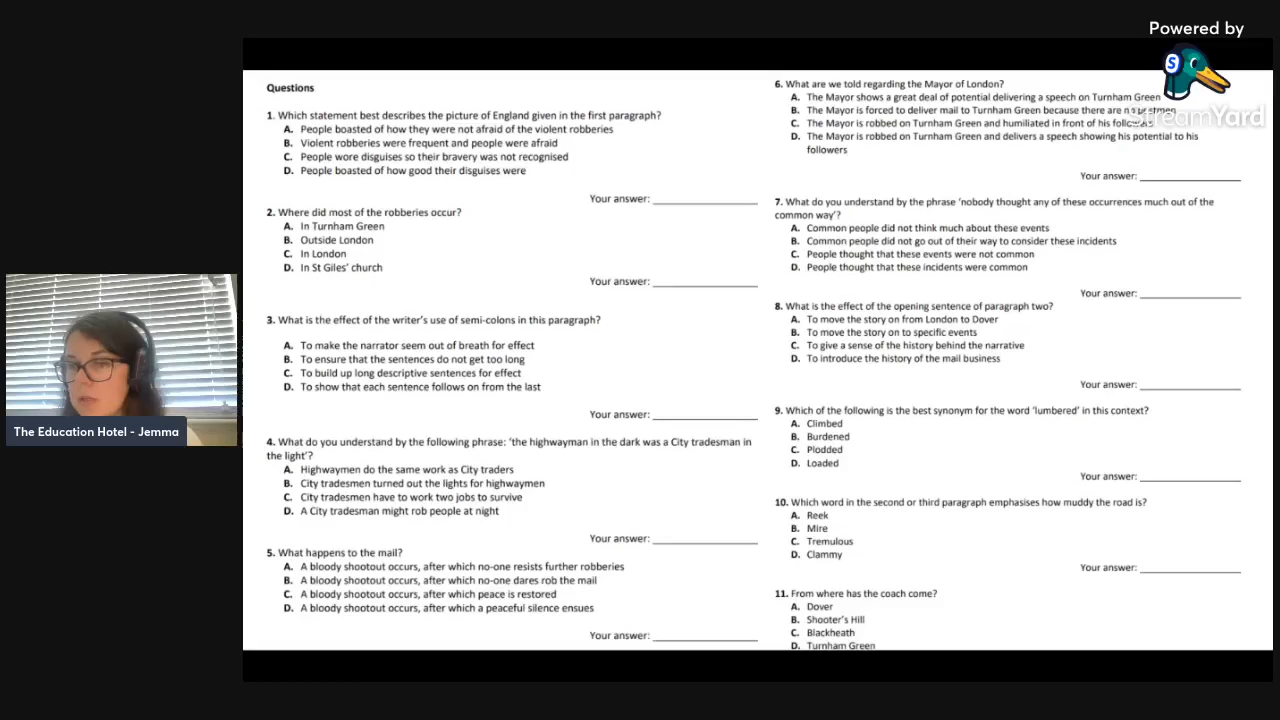 Powered by
S
StreamYard
Questions
1. Which statement best describes the picture of England given in the first paragraph?
A. People boasted of how they were not afraid of the violent robberies
B. Violent robberies were frequent and people were afraid
C. People wore disguises so their bravery was not recognised
D. People boasted of how good their disguises were
Your answer:
2. Where did most of the robberies occur?
A. In Turnham Green
B. Outside London
C. In London
D. In St Giles' church
Your answer:
3. What is the effect of the writer's use of semi-colons in this paragraph?
A. To make the narrator seem out of breath for effect
B. To ensure that the sentences do not get too long
C. To build up long descriptive sentences for effect
D. To show that each sentence follows on from the last
Your answer:
4. What do you understand by the following phrase: 'the highwayman in the dark was a City tradesman in
the light'?
A. Highwaymen do the same work as City traders
B. City tradesmen turned out the lights for highwaymen
C. City tradesmen have to work two jobs to survive
D. A City tradesman might rob people at night
Your answer:
5. What happens to the mail?
A. A bloody shootout occurs, after which no-one resists further robberies
B. A bloody shootout occurs, after which no-one dares rob the mail
C. A bloody shootout occurs, after which peace is restored
D. A bloody shootout occurs, after which a peaceful silence ensues
Your answer:
6. What are we told regarding the Mayor of London?
A. The Mayor shows a great deal of potential delivering a speech on Turnham Green
B. The Mayor is forced to deliver mail to Turnham Green because there are
C. The Mayor is robbed on Turnham Green and humiliated in front of his
D. The Mayor is robbed on Turnham Green and delivers a speech showing his potential to his
followers
Your answer:
7. What do you understand by the phrase 'nobody thought any of these occurrences much out of the
common way'?
A. Common people did not think much about these events
B. Common people did not go out of their way to consider these incidents
C. People thought that these events were not common
D. People thought that these incidents were common
Your answer:
8. What is the effect of the opening sentence of paragraph two?
A. To move the story on from London to Dover
B. To move the story on to specific events
C. To give a sense of the history behind the narrative
D. To introduce the history of the mail business
Your answer:
9. Which of the following is the best synonym for the word 'lumbered' in this context?
A. Climbed
B. Burdened
C. Plodded
D. Loaded
Your answer:
10. Which word in the second or third paragraph emphasises how muddy the road is?
A. Reek
B. Mire
C. Tremulous
D. Clammy
Your answer:
11. From where has the coach come?
A. Dover
B. Shooter's Hill
C. Blackheath
D. Turnham Green
The Education Hotel - Jemma